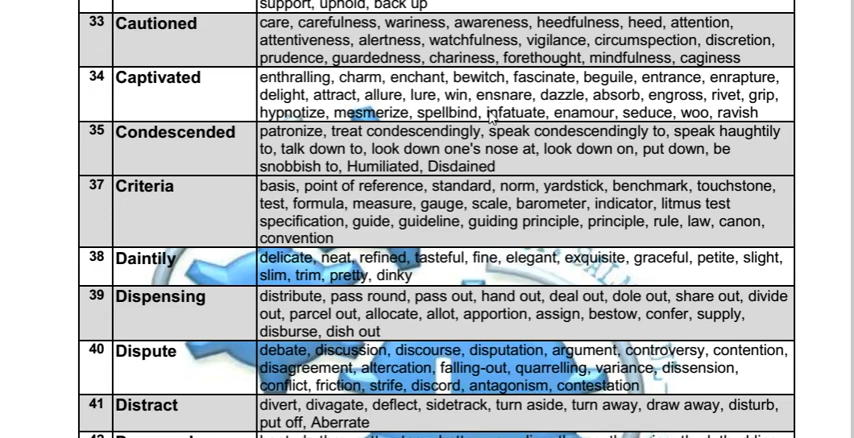 support, uphold, back up
33 Cautioned care, carefulness, wariness, awareness, heedfulness, heed, attention,
attentiveness, alertness, watchfulness, vigilance, circumspection, discretion,
prudence, guardedness, chariness, forethought, mindfulness, caginess
34 Captivated enthralling, charm, enchant, bewitch, fascinate, beguile, entrance, enrapture,
delight, attract, allure, lure, win, ensnare, dazzle, absorb, engross, rivet, grip,
hypnotize, mesmerize, spellbind, infatuate, enamour, seduce, woo, ravish
35 Condescended patronize, treat condescendingly, speak condescendingly to, speak haughtily
to, talk down to, look down one's nose at, look down on, put down, be
snobbish to, Humiliated, Disdained
37 Criteria basis, point of reference, standard, norm, yardstick, benchmark, touchstone,
test, formula, measure, gauge, scale, barometer, indicator, litmus test
specification, guide, guideline, guiding principle, principle, rule, law, canon,
convention
38 Daintily delicate, neat, refined, tasteful, fine, elegant, exquisite, graceful, petite, slight,
slim, trim, pretty, dinky
39 Dispensing distribute, pass round, pass out, hand out, deal out, dole out, share out, divide
out, parcel out, allocate, allot, apportion, assign, bestow, confer, supply,
disburse, dish out
40 Dispute debate, discussion, discourse, disputation, argument, controversy, contention,
disagreement, altercation, falling-out, quarrelling, variance, dissension,
conflict, friction, strife, discord, antagonism, contestation
41 Distract divert, divagate, deflect, sidetrack, turn aside, turn away, draw away, disturb,
put off, Aberrate